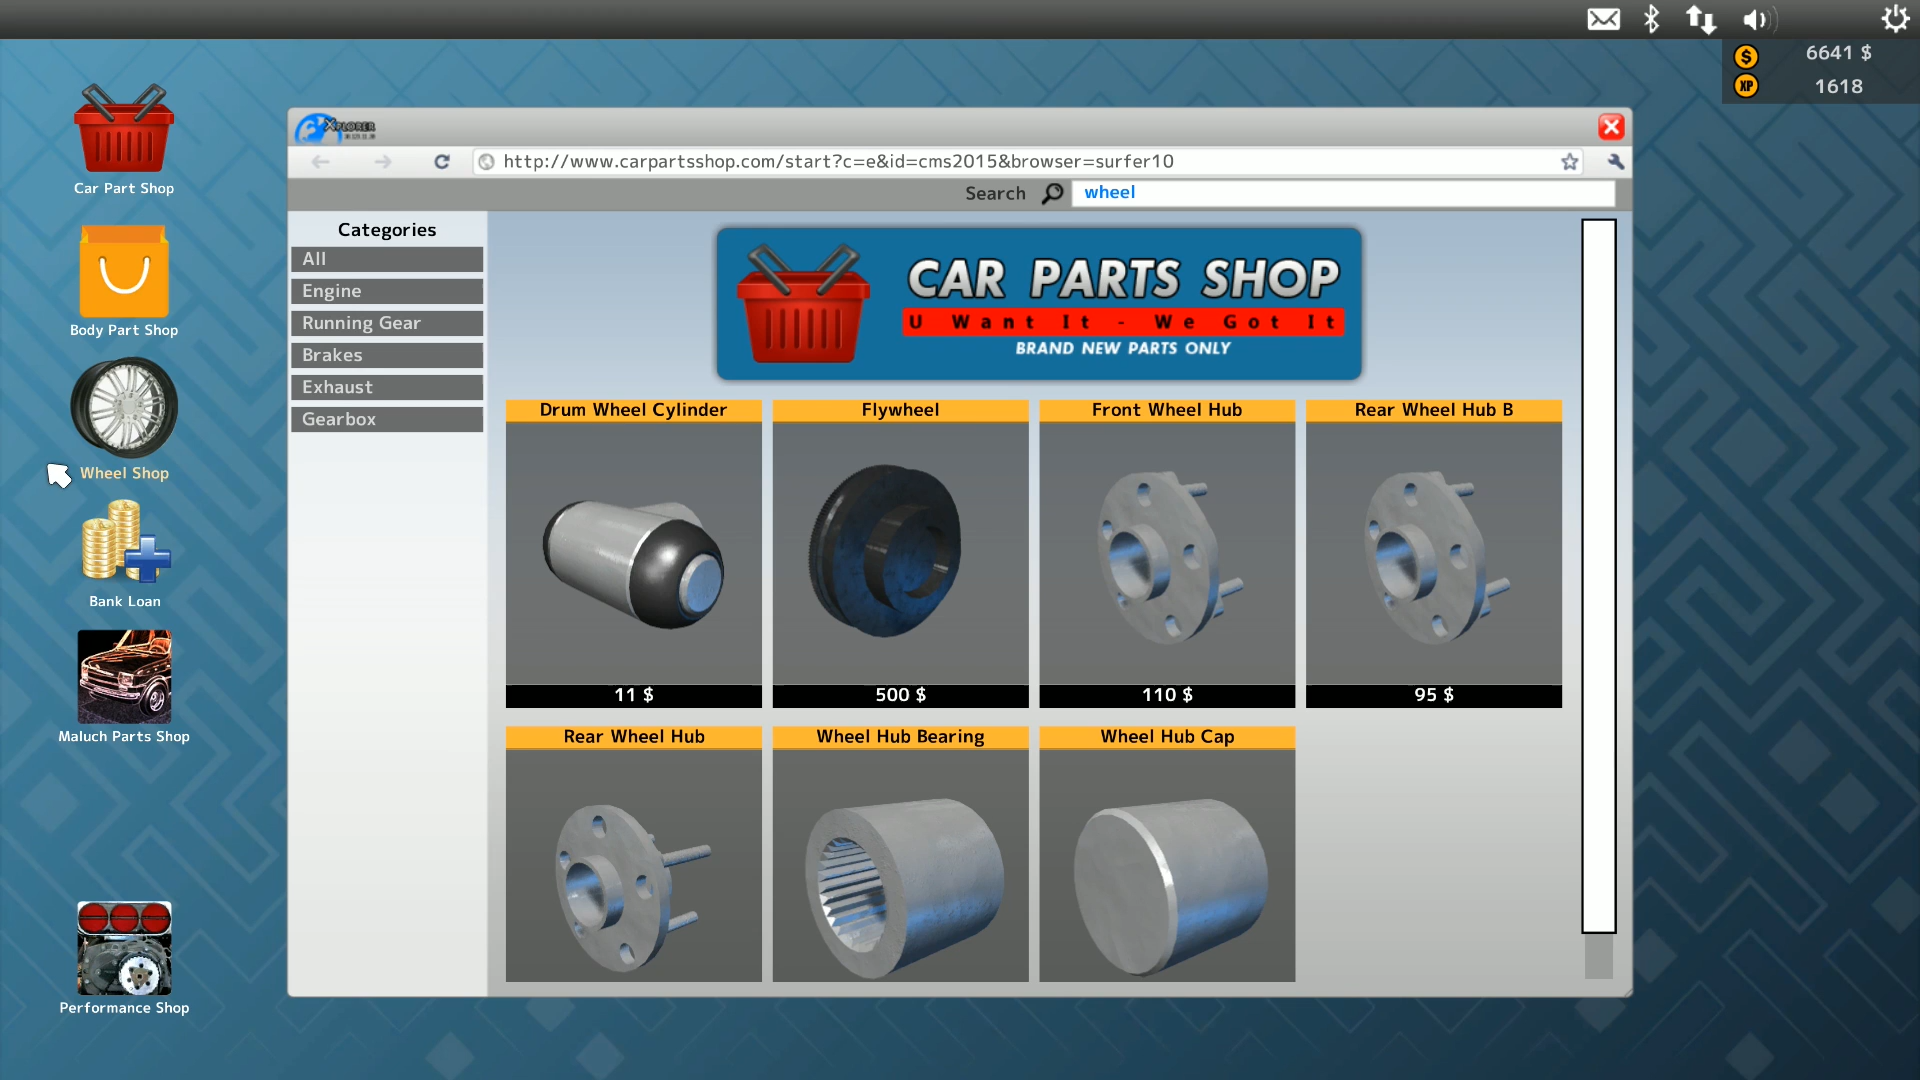 6641 $
XP
1618
Car Part Shop
Body Part Shop
Wheel Shop
Bank Loan
Maluch Parts Shop
Performance Shop
XPLORER
http://www.carpartsshop.com/start?c=e&id=cms2015&browser=surfer10
Search
wheel
Categories
All
Engine
Running Gear
Brakes
Exhaust
Gearbox
CAR PARTS SHOP
U Want It - We Got It
BRAND NEW PARTS ONLY
Drum Wheel Cylinder
Flywheel
Front Wheel Hub
Rear Wheel Hub B
11 $
500 $
110 $
95 $
Rear Wheel Hub
Wheel Hub Bearing
Wheel Hub Cap